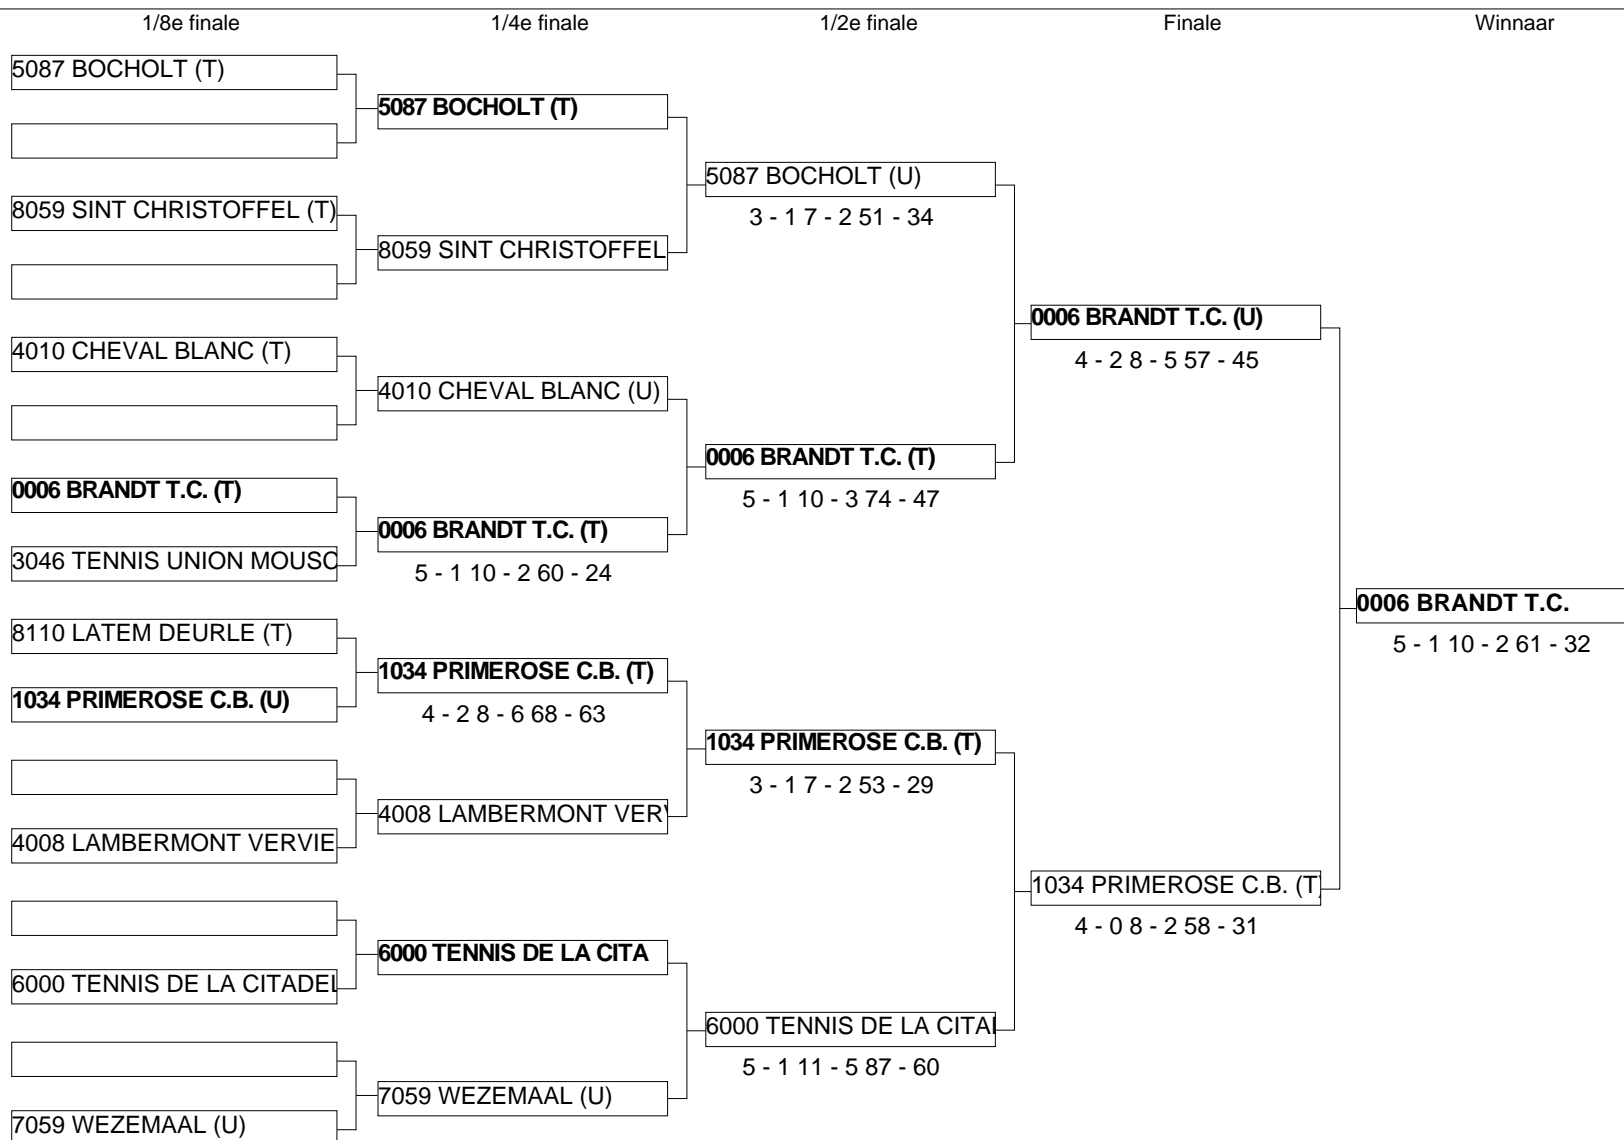 1/8e finale
1/4e finale
1/2e finale
Finale
Winnaar
5087 BOCHOLT (T)
8059 SINT CHRISTOFFEL (T)
4010 CHEVAL BLANC (T)
0006 BRANDT T.C. (T)
3046 TENNIS UNION MOUSC
8110 LATEM DEURLE (T)
1034 PRIMEROSE C.B. (U)
4008 LAMBERMONT VERVIE
6000 TENNIS DE LA CITADEL
7059 WEZEMAAL (U)
5087 BOCHOLT (T)
8059 SINT CHRISTOFFEL
4010 CHEVAL BLANC (U)
0006 BRANDT T.C. (T)
5 - 1 10 - 2 60 - 24
1034 PRIMEROSE C.B. (T)
4 - 2 8 - 6 68 - 63
4008 LAMBERMONT VERV
6000 TENNIS DE LA CITA
7059 WEZEMAAL (U)
5087 BOCHOLT (U)
3 - 1 7 - 2 51 - 34
0006 BRANDT T.C. (T)
5 - 1 10 - 3 74 - 47
1034 PRIMEROSE C.B. (T)
3 - 1 7 - 2 53 - 29
6000 TENNIS DE LA CITA
5 - 1 11 - 5 87 - 60
0006 BRANDT T.C. (U)
4 - 2 8 - 5 57 - 45
1034 PRIMEROSE C.B. (T)
4 - 0 8 - 2 58 - 31
0006 BRANDT T.C.
5 - 1 10 - 2 61 - 32